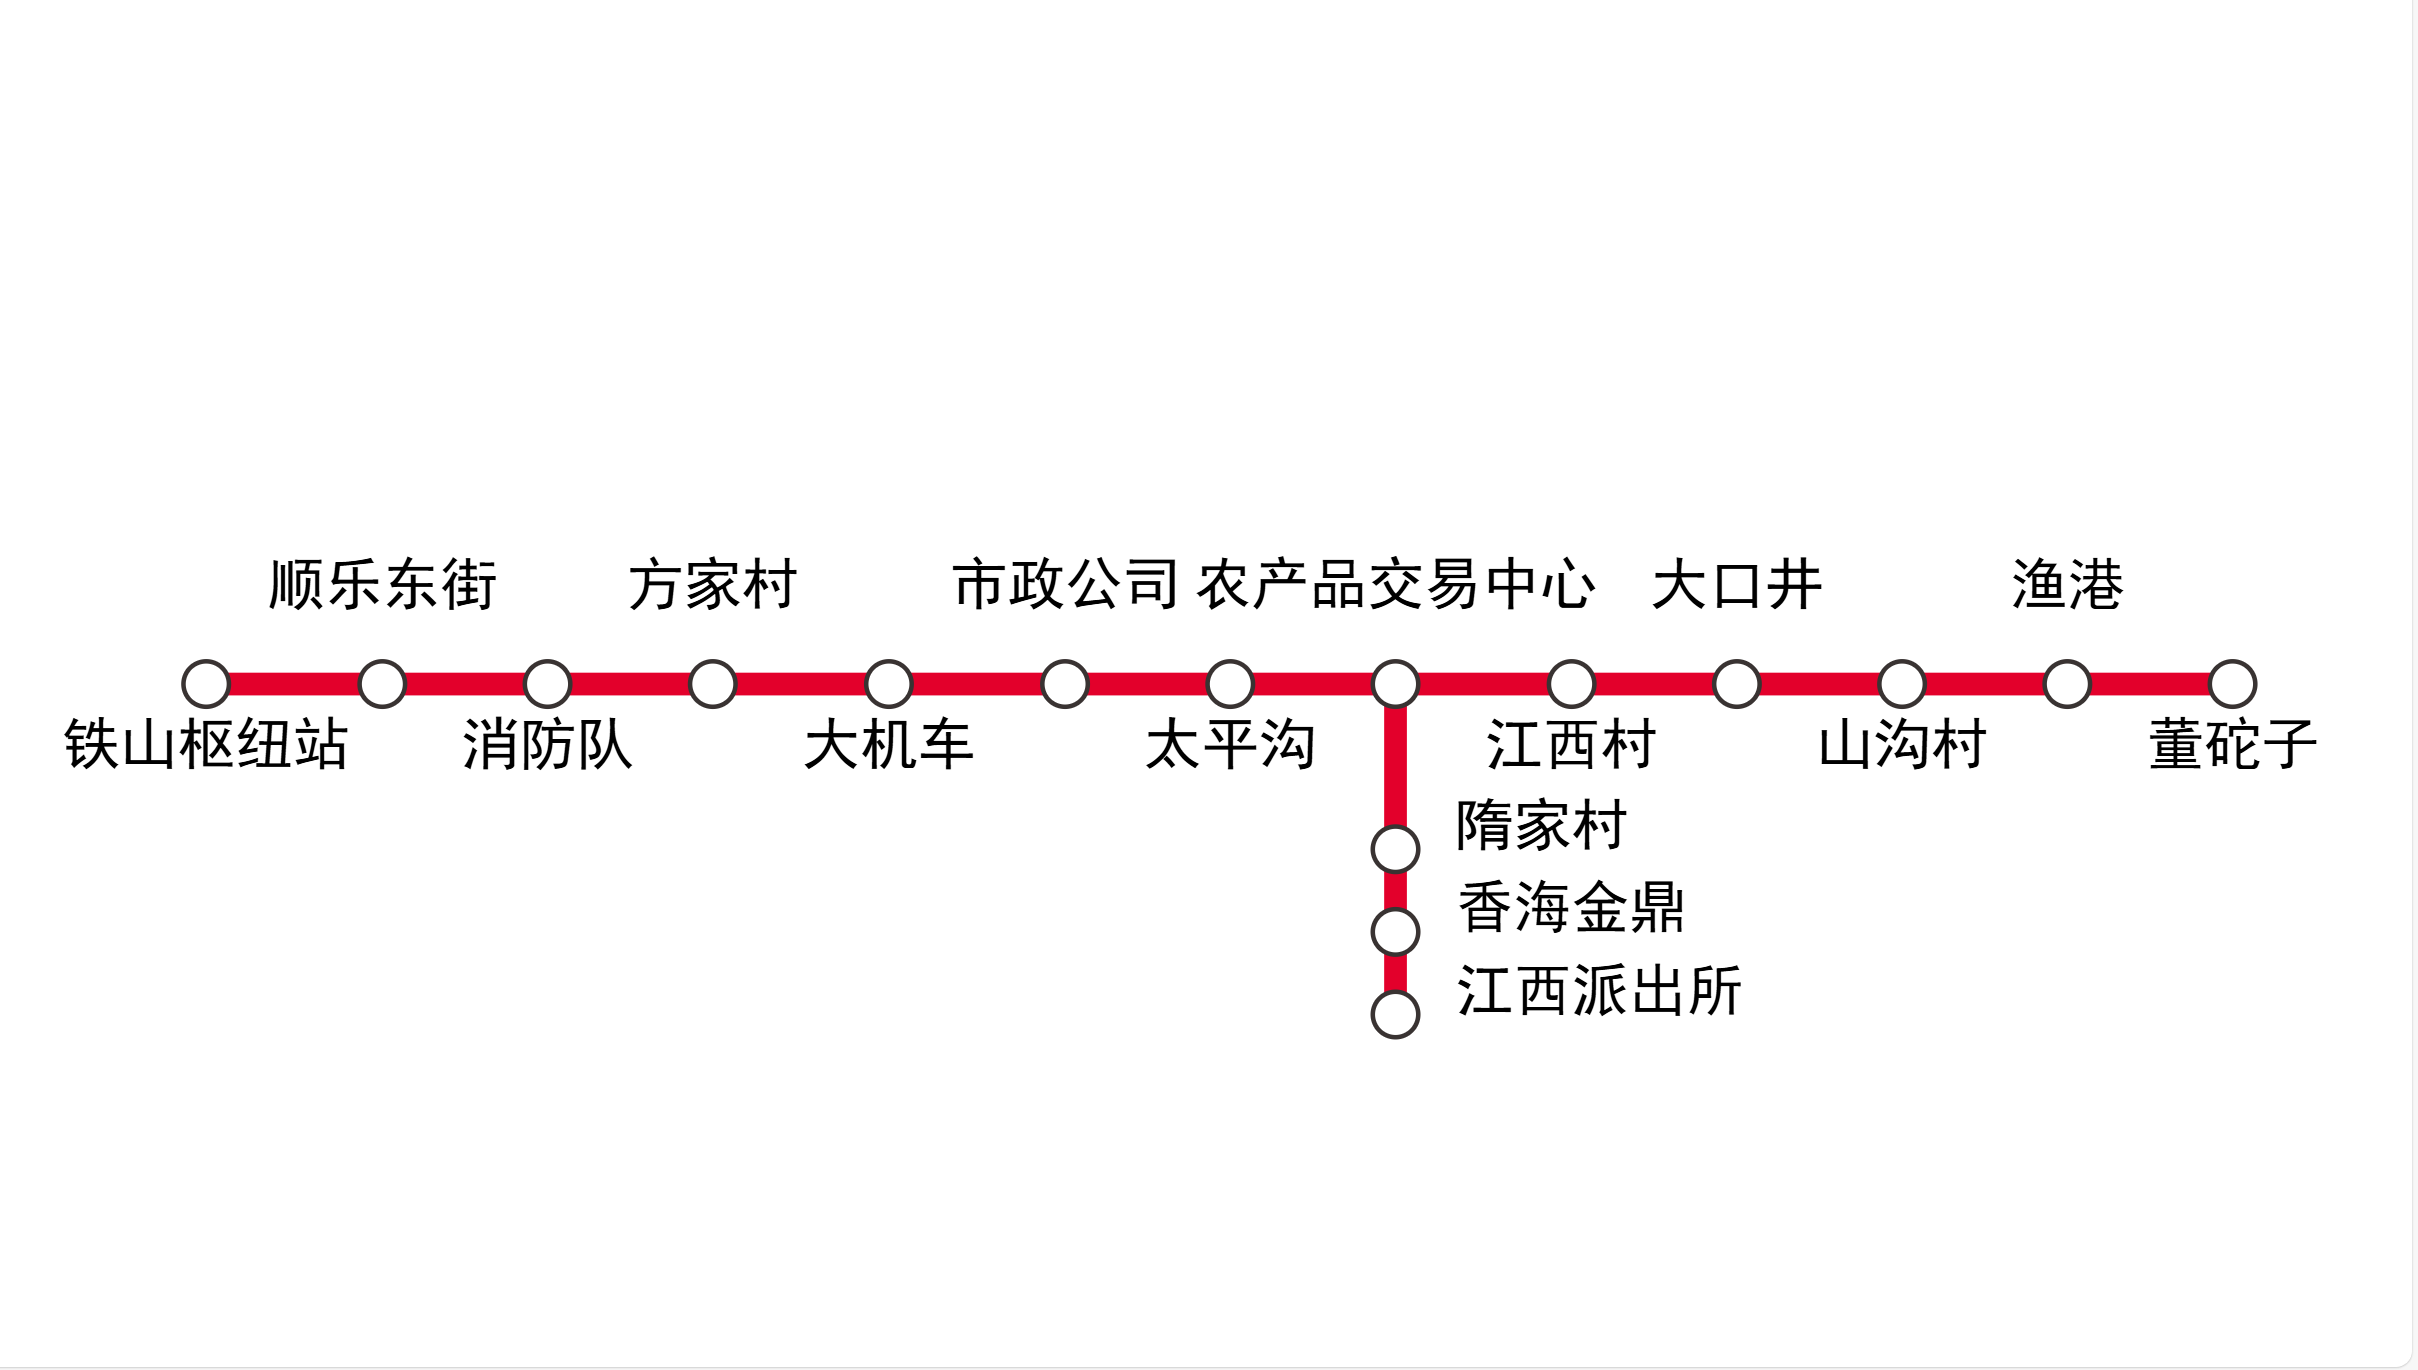 顺乐东街 方家村 市政公司 农产品交易中心 大口井 渔港
铁山枢纽站 消防队 大机车 太平沟 江西村 山沟村 董砣子
隋家村
香海金鼎
江西派出所